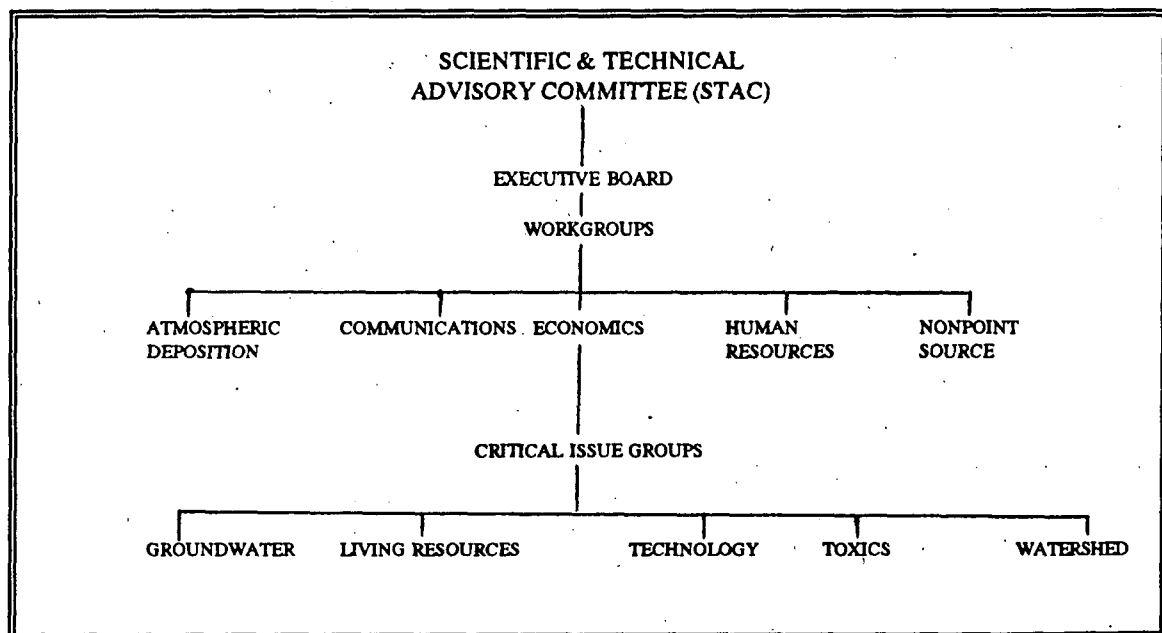 SCIENTIFIC & TECHNICAL
ADVISORY COMMITTEE (STAC)
EXECUTIVE BOARD
WORKGROUPS
ATMOSPHERIC DEPOSITION
COMMUNICATIONS
ECONOMICS
HUMAN RESOURCES
NONPOINT SOURCE
CRITICAL ISSUE GROUPS
GROUNDWATER
LIVING RESOURCES
TECHNOLOGY
TOXICS
WATERSHED